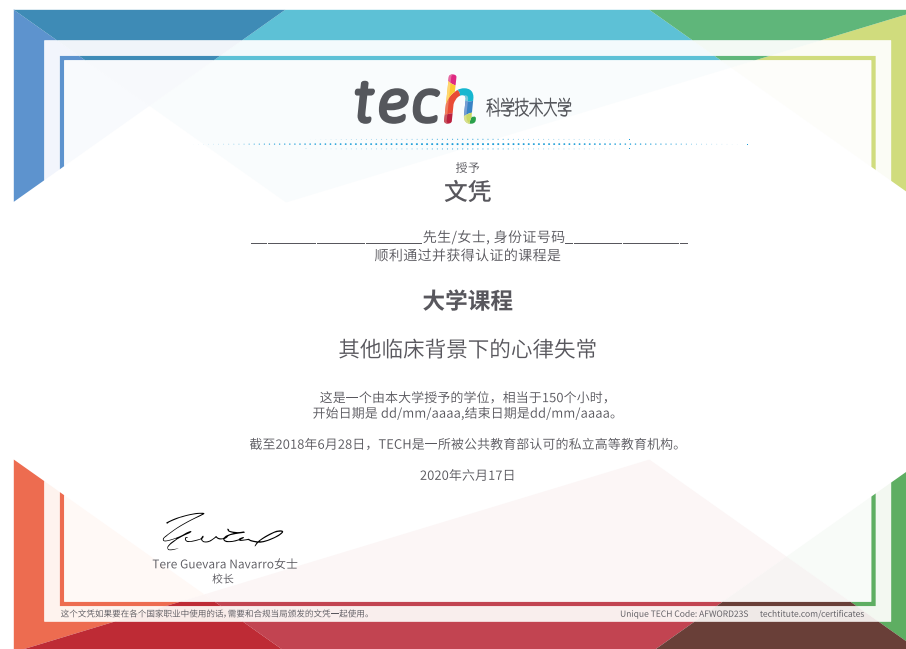 tech 科学技术大学
授予
文凭
____________________先生/女士, 身份证号码______________
顺利通过并获得认证的课程是
大学课程
其他临床背景下的心律失常
这是一个由本大学授予的学位，相当于150个小时，
开始日期是 dd/mm/aaaa,结束日期是dd/mm/aaaa。
截至2018年6月28日，TECH是一所被公共教育部认可的私立高等教育机构。
2020年六月17日
Tere Guevara Navarro女士
校长
这个文凭如果要在各个国家职业中使用的话,需要和合规当局颁发的文凭一起使用。
Unique TECH Code: AFWORD23S techtitute.com/certificates